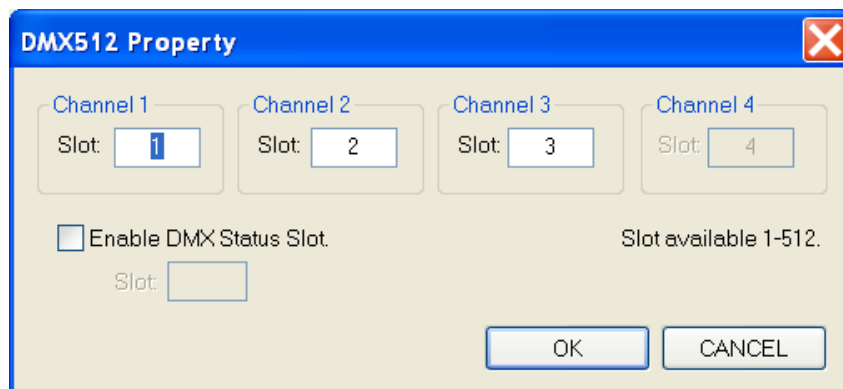 DMX512 Property
Channel 1 Channel 2 Channel 3 Channel 4
Slot: 1 Slot: 2 Slot: 3 Slot: 4
Enable DMX Status Slot. Slot available 1-512.
Slot:
OK CANCEL